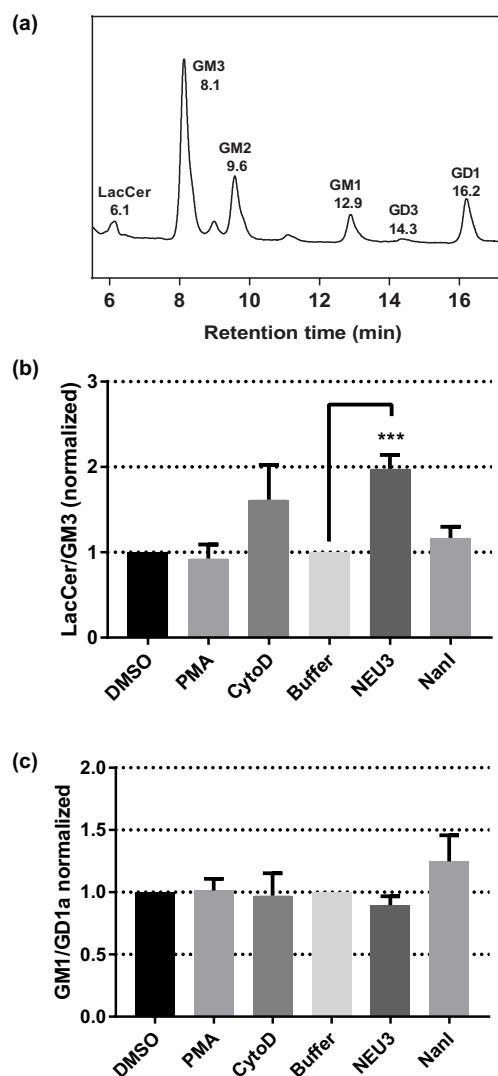 (a)
GM3
8.1
GM2
9.6
LacCer
6.1
GM1
12.9
GD3
14.3
GD1
16.2
6 8 10 12 14 16
Retention time (min)
(b)
LacCer/GM3 (normalized)
3
2
1
0
***
DMSO PMA CytoD Buffer NEU3 NanI
(c)
GM1/GD1a normalized
2.0
1.5
1.0
0.5
0.0
DMSO PMA CytoD Buffer NEU3 NanI